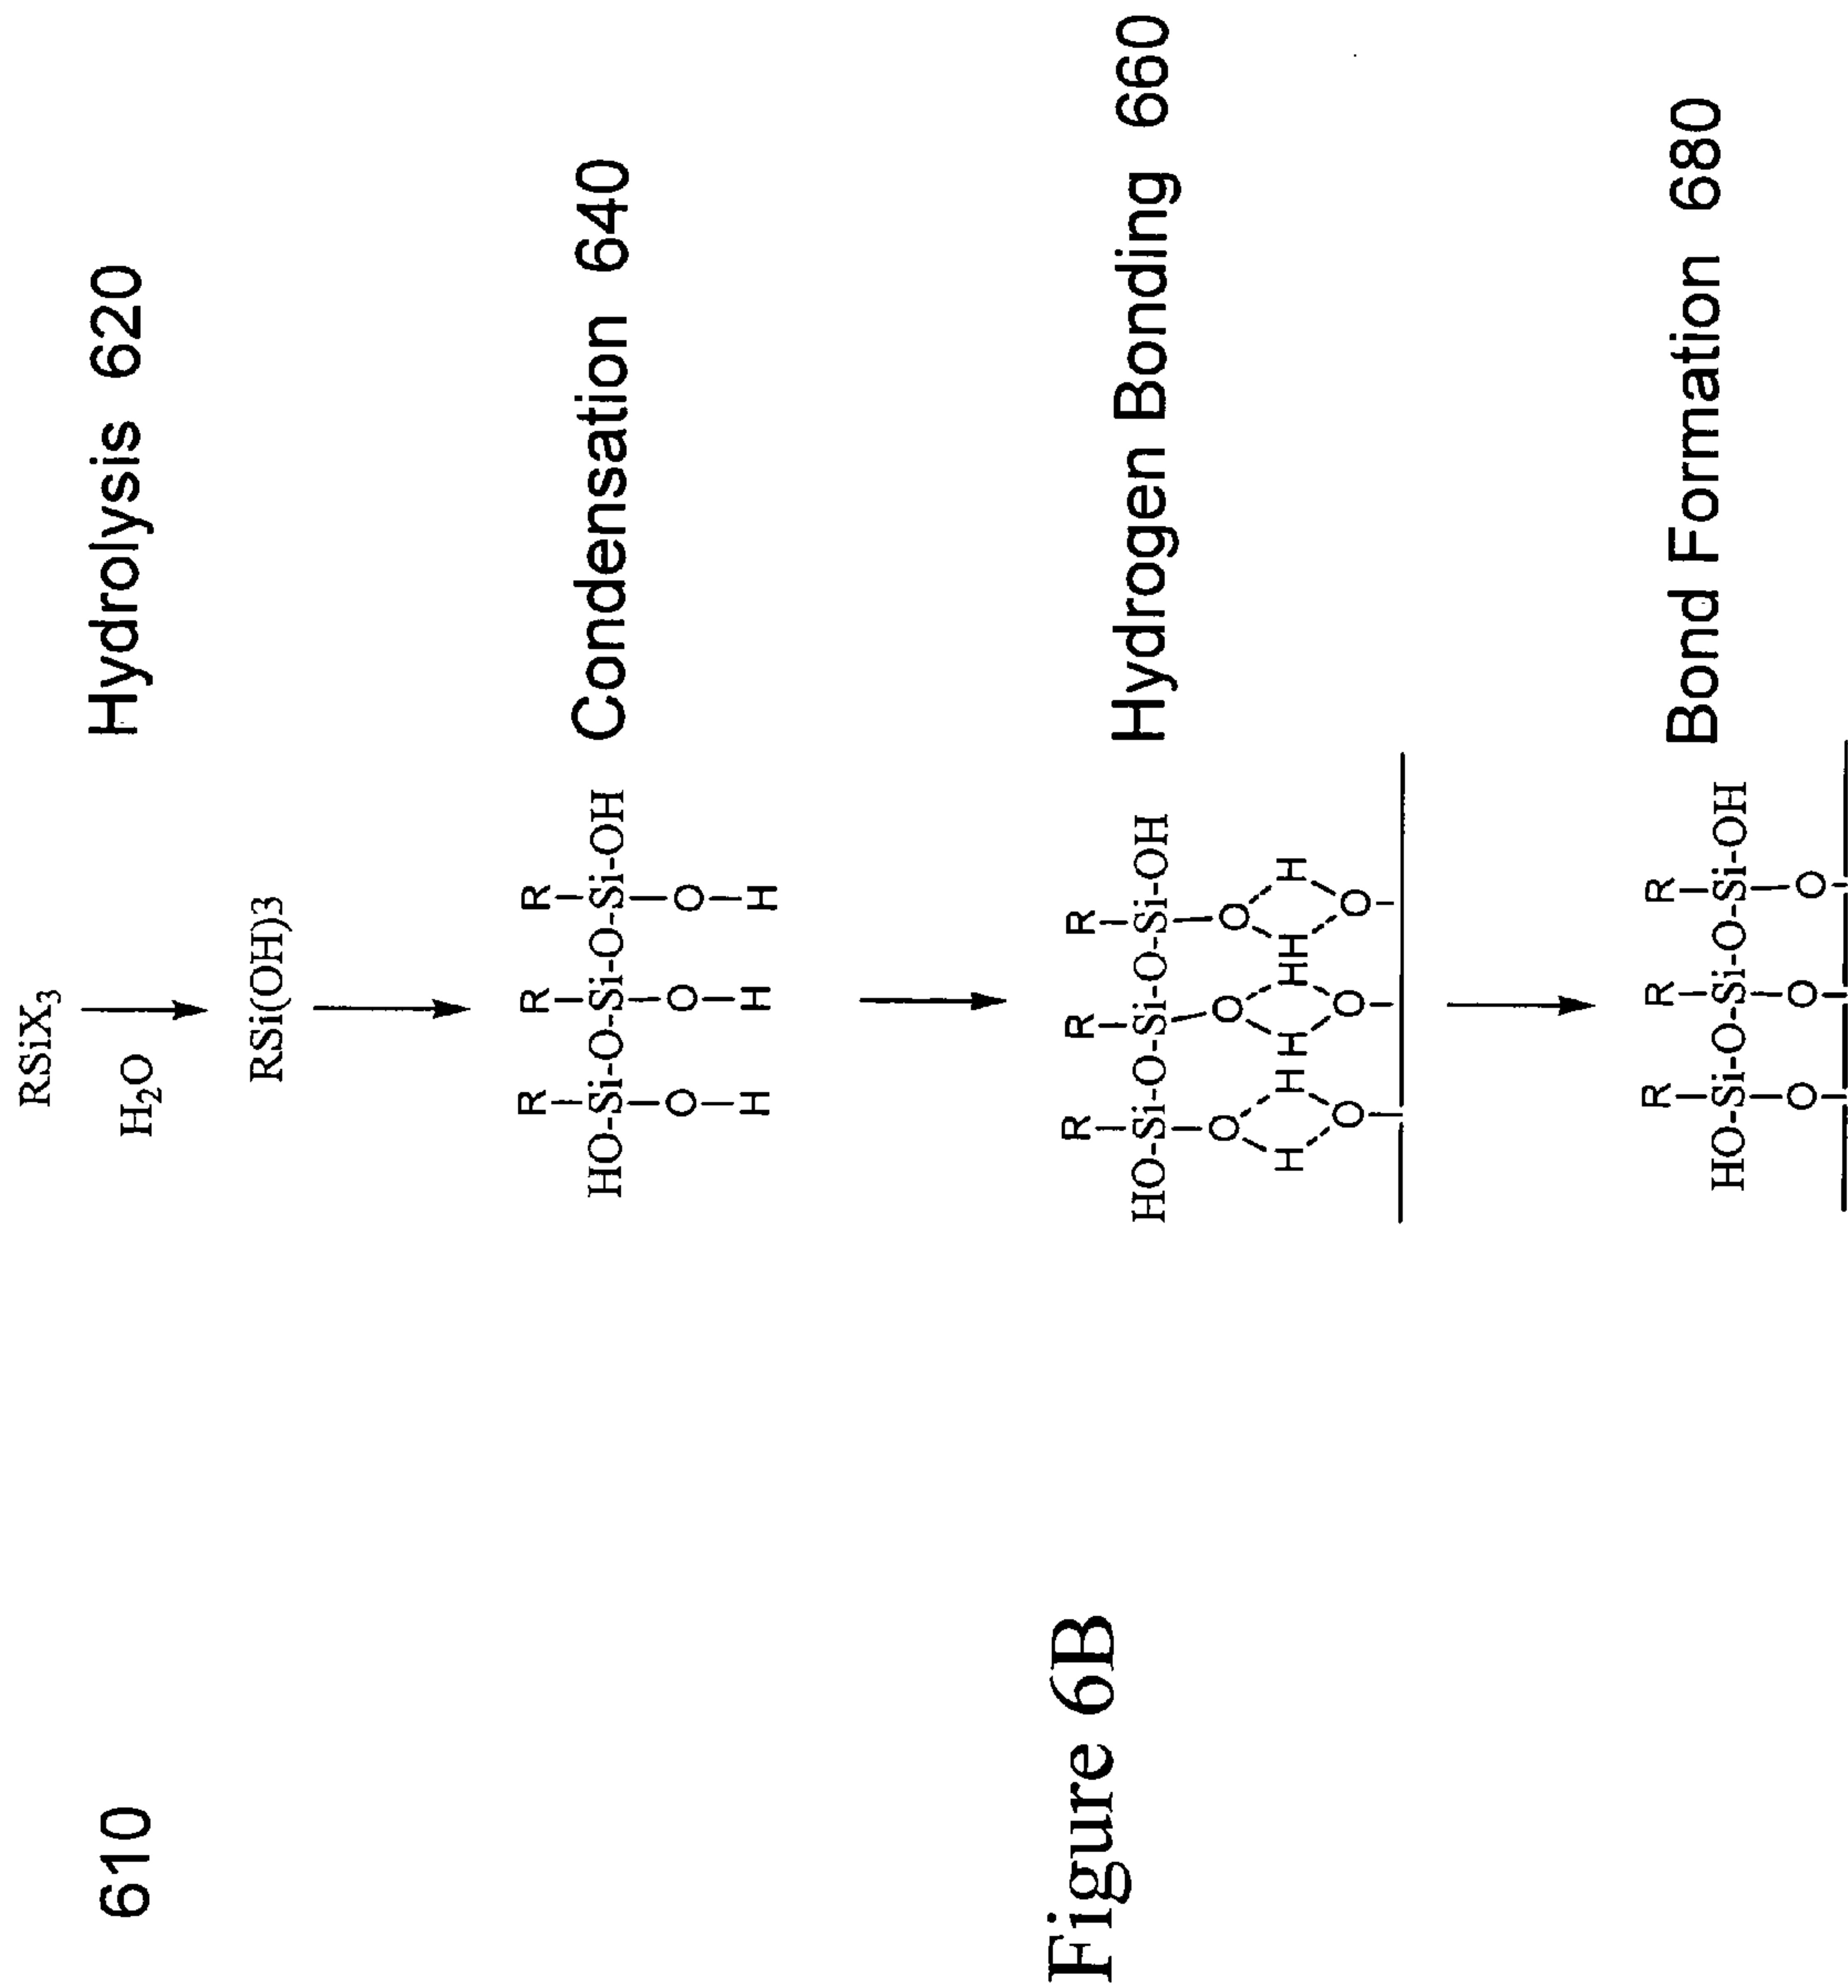 610
RSiX3
H2O
Hydrolysis 620
RSi(OH)3
R R R
HO-Si-O-Si-O-Si-OH
Condensation 640
O O O
H H H
R R R
HO-Si-O-Si-O-Si-OH
Hydrogen Bonding 660
O O O
H H H H H H
O O O
R R R
HO-Si-O-Si-O-Si-OH
Bond Formation 680
O O O
Figure 6B